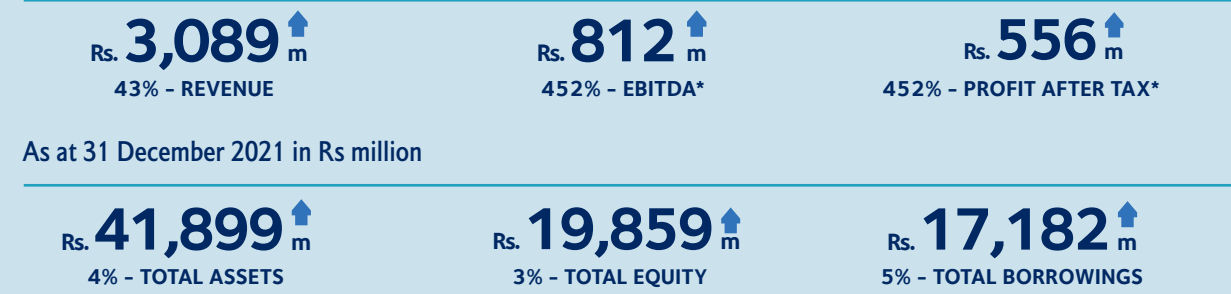 Rs. 3,089 m Rs. 812 m Rs. 556 m
43% – REVENUE 452% – EBITDA* 452% – PROFIT AFTER TAX*
As at 31 December 2021 in Rs million
Rs. 41,899 m Rs. 19,859 m Rs. 17,182 m
4% – TOTAL ASSETS 3% – TOTAL EQUITY 5% – TOTAL BORROWINGS